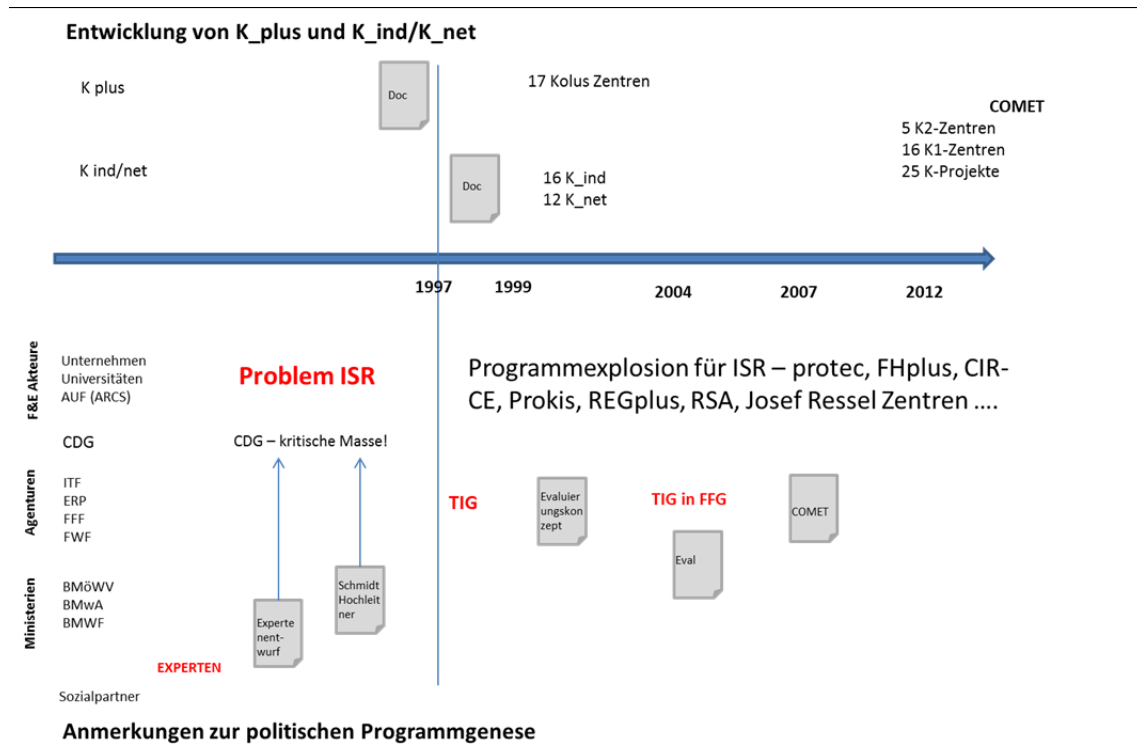 Entwicklung von K_plus und K_ind/K_net
K plus
Doc
17 Kolus Zentren
COMET
5 K2-Zentren
16 K1-Zentren
25 K-Projekte
K ind/net
Doc
16 K_ind
12 K_net
1997
1999
2004
2007
2012
F&E Akteure
Unternehmen
Universitäten
AUF (ARCS)
Problem ISR
Programmexplosion für ISR – protec, FHplus, CIR-
CE, Prokis, REGplus, RSA, Josef Ressel Zentren ....
CDG
CDG – kritische Masse!
Agenturen
ITF
ERP
FFF
FWF
TIG
Evaluier
ungskon
zept
TIG in FFG
Eval
COMET
Ministerien
BMöWV
BMwA
BMWF
Schmidt
Hochleit
ner
Experte
nent-
wurf
EXPERTEN
Sozialpartner
Anmerkungen zur politischen Programmgenese